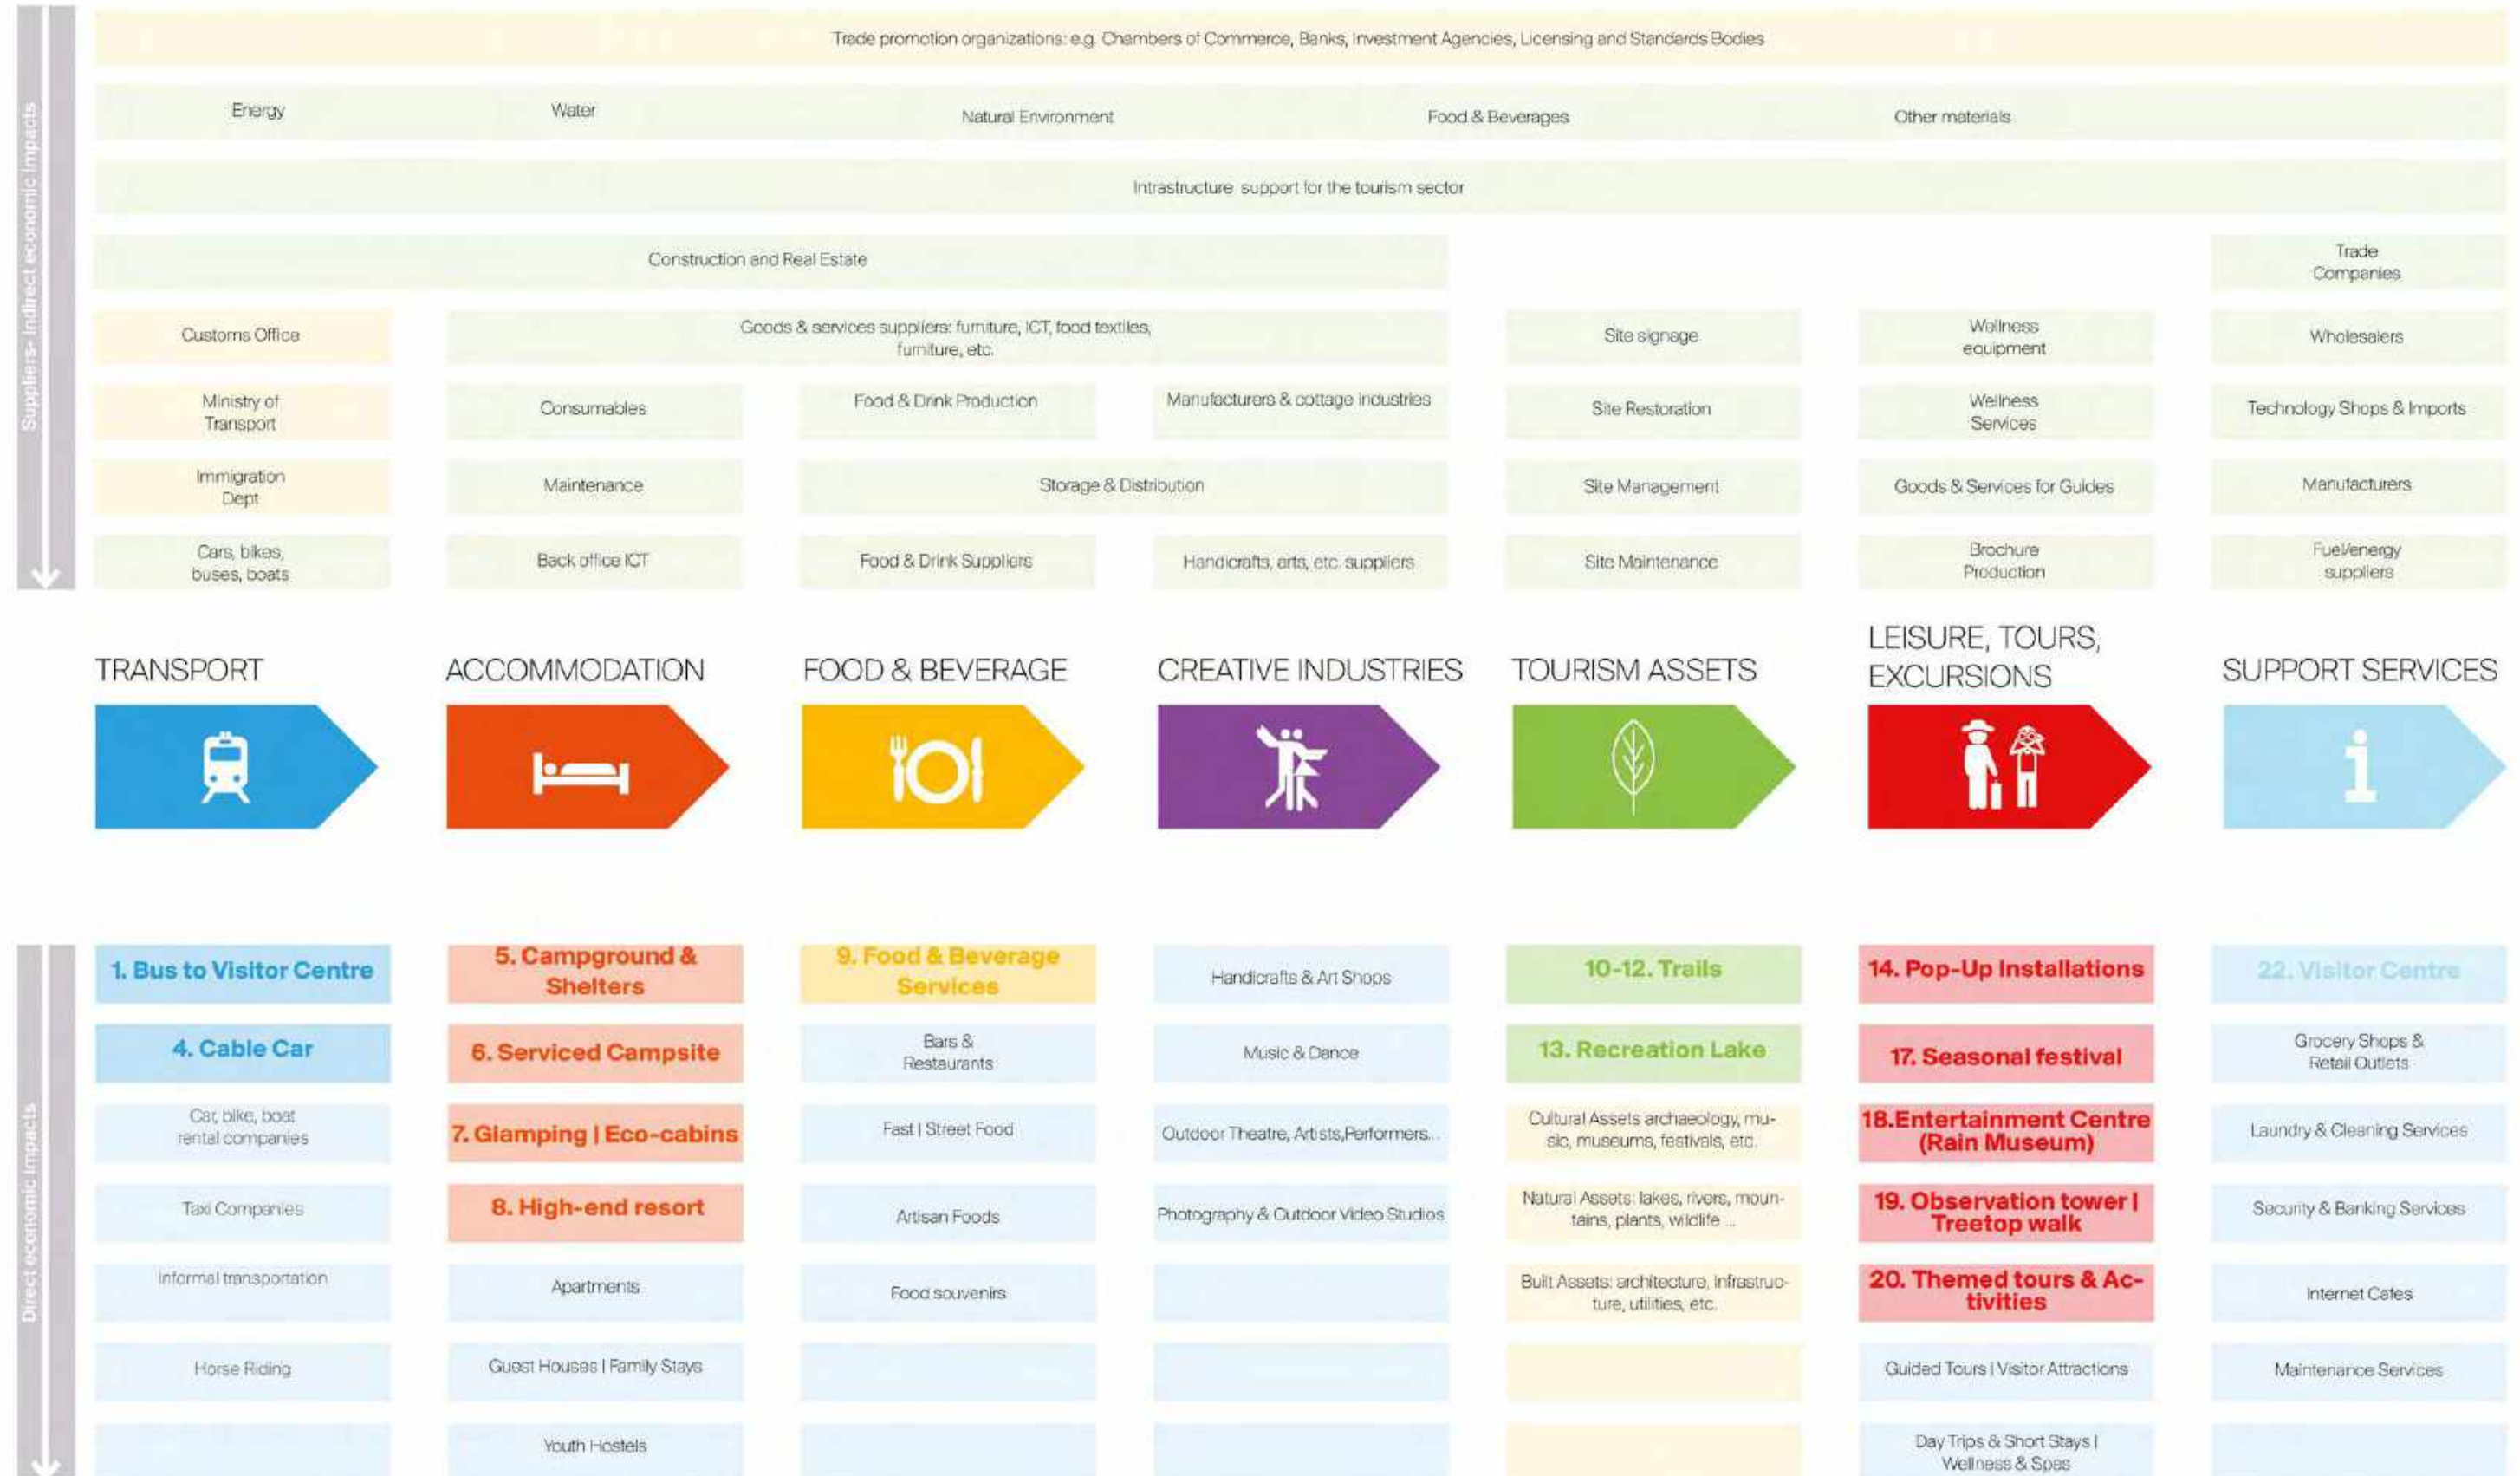 Suppliers- Indirect economic impacts
Trade promotion organizations: e.g. Chambers of Commerce, Banks, Investment Agencies, Licensing and Standards Bodies
Energy
Water
Natural Environment
Food & Beverages
Other materials
Intrastructure support for the tourism sector
Construction and Real Estate
Trade
Companies
Customs Office
Goods & services suppliers: furniture, ICT, food textiles,
furniture, etc.
Site signage
Wellness
equipment
Wholesalers
Ministry of
Transport
Consumables
Food & Drink Production
Manufacturers & cottage industries
Site Restoration
Wellness
Services
Technology Shops & Imports
Immigration
Dept
Maintenance
Storage & Distribution
Site Management
Goods & Services for Guides
Manufacturers
Cars, bikes,
buses, boats
Back office ICT
Food & Drink Suppliers
Handicrafts, arts, etc. suppliers
Site Maintenance
Brochure
Production
Fuel/energy
suppliers
TRANSPORT
ACCOMMODATION
FOOD & BEVERAGE
CREATIVE INDUSTRIES
TOURISM ASSETS
LEISURE, TOURS,
EXCURSIONS
SUPPORT SERVICES
Direct economic impacts
1. Bus to Visitor Centre
5. Campground &
Shelters
9. Food & Beverage
Services
Handicrafts & Art Shops
10-12. Trails
14. Pop-Up Installations
22. Visitor Centre
4. Cable Car
6. Serviced Campsite
Bars &
Restaurants
Music & Dance
13. Recreation Lake
17. Seasonal festival
Grocery Shops &
Retail Outlets
Car, bike, boat
rental companies
7. Glamping | Eco-cabins
Fast | Street Food
Outdoor Theatre, Artists,Performers...
Cultural Assets archaeology, mu-
sic, museums, festivals, etc.
18.Entertainment Centre
(Rain Museum)
Laundry & Cleaning Services
Taxi Companies
8. High-end resort
Artisan Foods
Photography & Outdoor Video Studios
Natural Assets: lakes, rivers, moun-
tains, plants, wildlife ...
19. Observation tower |
Treetop walk
Security & Banking Services
Informal transportation
Apartments
Food souvenirs
Built Assets: architecture, Infrastruc-
ture, utilities, etc.
20. Themed tours & Ac-
tivities
Internet Cafes
Horse Riding
Guest Houses | Family Stays
Guided Tours | Visitor Attractions
Maintenance Services
Youth Hostels
Day Trips & Short Stays |
Wellness & Spas